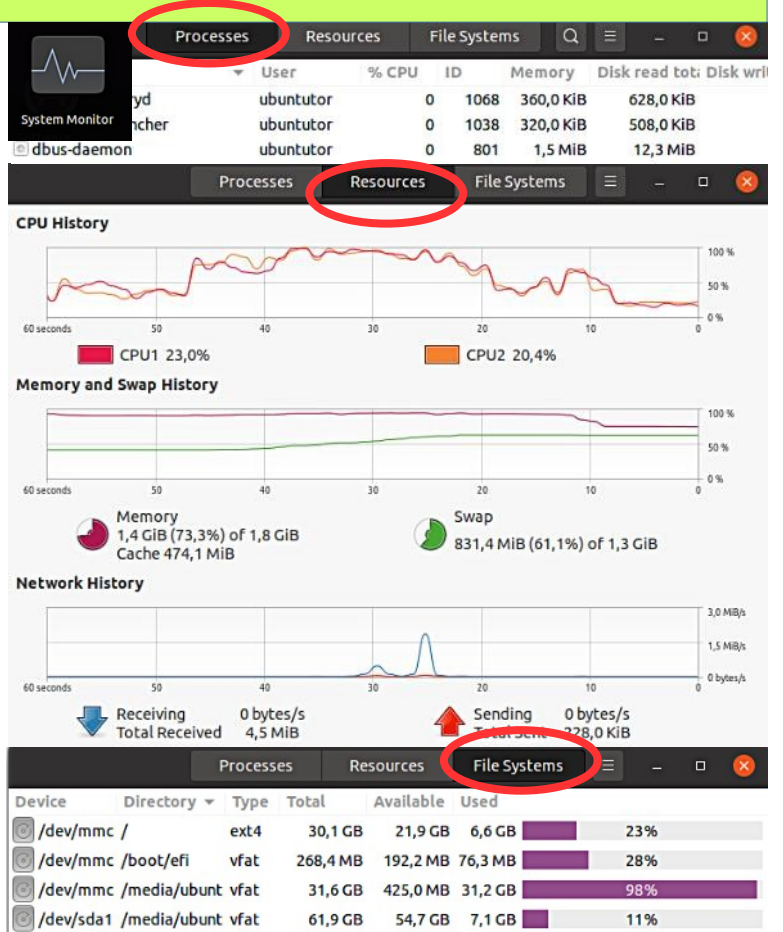 Processes Resources File Systems
User % CPU ID Memory Disk read tot: Disk writ
yd ubuntutor 0 1068 360,0 KiB 628,0 KiB
ncher ubuntutor 0 1038 320,0 KiB 508,0 KiB
System Monitor
dbus-daemon ubuntutor 0 801 1,5 MiB 12,3 MiB
Processes Resources File Systems
CPU History
100 %
50 %
0 %
60 seconds 50 40 30 20 10 0
CPU1 23,0% CPU2 20,4%
Memory and Swap History
100 %
50 %
0 %
60 seconds 50 40 30 20 10 0
Memory
1,4 GiB (73,3%) of 1,8 GiB
Cache 474,1 MiB
Swap
831,4 MiB (61,1%) of 1,3 GiB
Network History
3,0 MiB/s
1,5 MiB/s
0 bytes/s
60 seconds 50 40 30 20 10 0
Receiving 0 bytes/s
Total Received 4,5 MiB
Sending 0 bytes/s
Total Sent 328,0 KiB
Processes Resources File Systems
Device Directory Type Total Available Used
/dev/mmc / ext4 30,1 GB 21,9 GB 6,6 GB 23%
/dev/mmc /boot/efi vfat 268,4 MB 192,2 MB 76,3 MB 28%
/dev/mmc /media/ubunt vfat 31,6 GB 425,0 MB 31,2 GB 98%
/dev/sda1 /media/ubunt vfat 61,9 GB 54,7 GB 7,1 GB 11%